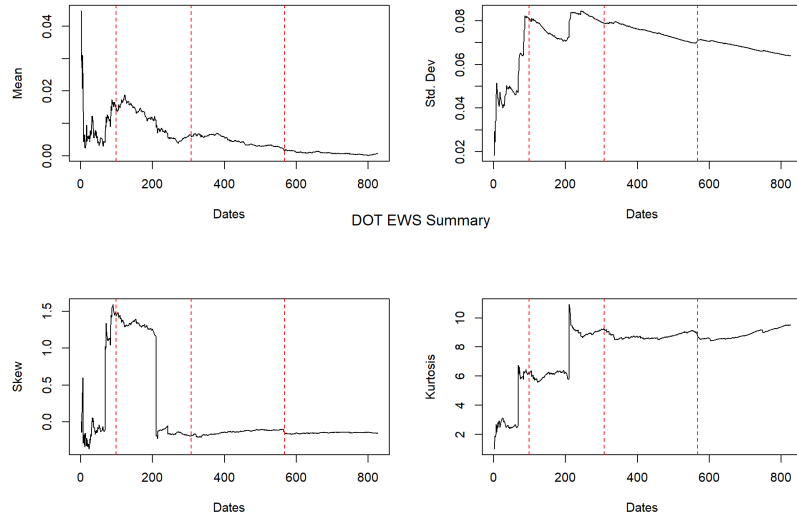 Mean
0.00 0.02 0.04
0 200 400 600 800
Dates
Std. Dev
0.02 0.04 0.06 0.08
0 200 400 600 800
Dates
DOT EWS Summary
Skew
0.0 0.5 1.0 1.5
0 200 400 600 800
Dates
Kurtosis
2 4 6 8 10
0 200 400 600 800
Dates